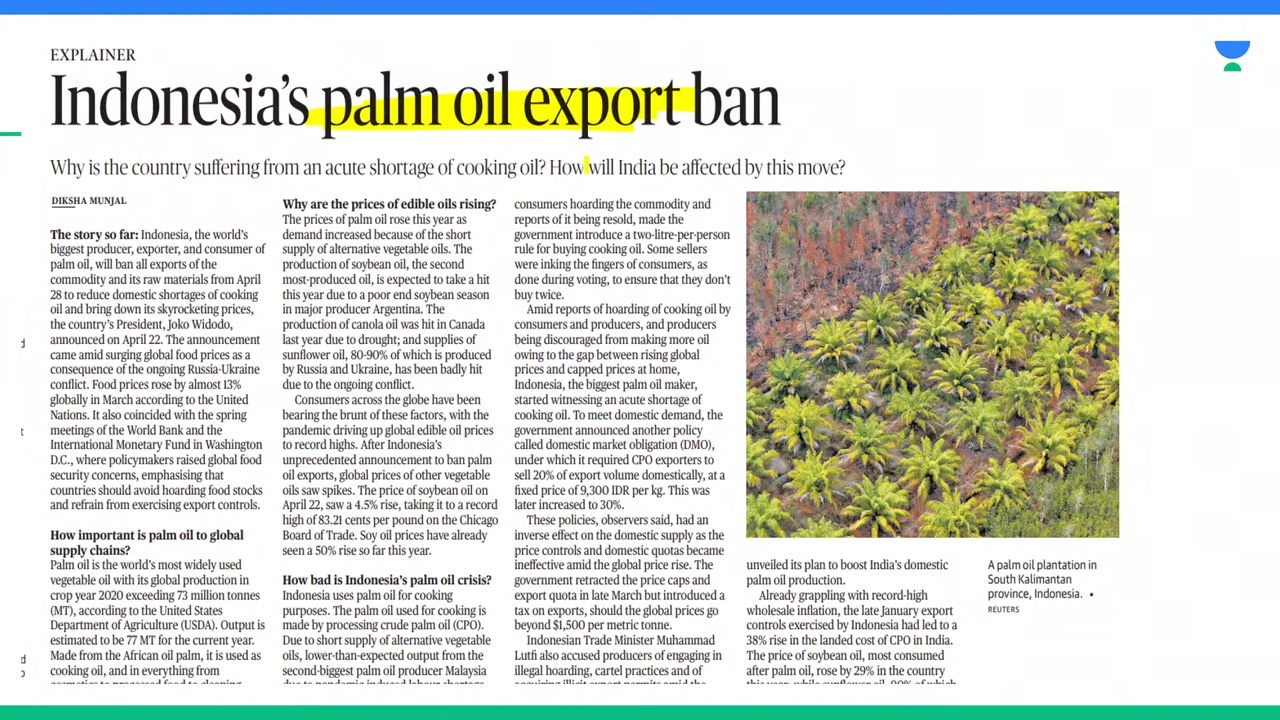 EXPLAINER
Indonesia's palm oil export ban
Why is the country suffering from an acute shortage of cooking oil? How will India be affected by this move?
DIKSHA MUNJAL
The story so far: Indonesia, the world's
biggest producer, exporter, and consumer of
palm oil, will ban all exports of the
commodity and its raw materials from April
28 to reduce domestic shortages of cooking
oil and bring down its skyrocketing prices,
the country's President, Joko Widodo,
announced on April 22. The announcement
came amid surging global food prices as a
consequence of the ongoing Russia-Ukraine
conflict. Food prices rose by almost 13%
globally in March according to the United
Nations. It also coincided with the spring
meetings of the World Bank and the
International Monetary Fund in Washington
D.C., where policymakers raised global food
security concerns, emphasising that
countries should avoid hoarding food stocks
and refrain from exercising export controls.
How important is palm oil to global
supply chains?
Palm oil is the world's most widely used
vegetable oil with its global production in
crop year 2020 exceeding 73 million tonnes
(MT), according to the United States
Department of Agriculture (USDA). Output is
estimated to be 77 MT for the current year.
Made from the African oil palm, it is used as
cooking oil, and in everything from
cosmetics to processed food to cleaning
Why are the prices of edible oils rising?
The prices of palm oil rose this year as
demand increased because of the short
supply of alternative vegetable oils. The
production of soybean oil, the second
most-produced oil, is expected to take a hit
this year due to a poor end soybean season
in major producer Argentina. The
production of canola oil was hit in Canada
last year due to drought; and supplies of
sunflower oil, 80-90% of which is produced
by Russia and Ukraine, has been badly hit
due to the ongoing conflict.
Consumers across the globe have been
bearing the brunt of these factors, with the
pandemic driving up global edible oil prices
to record highs. After Indonesia's
unprecedented announcement to ban palm
oil exports, global prices of other vegetable
oils saw spikes. The price of soybean oil on
April 22, saw a 4.5% rise, taking it to a record
high of 83.21 cents per pound on the Chicago
Board of Trade. Soy oil prices have already
seen a 50% rise so far this year.
How bad is Indonesia's palm oil crisis?
Indonesia uses palm oil for cooking
purposes. The palm oil used for cooking is
made by processing crude palm oil (CPO).
Due to short supply of alternative vegetable
oils, lower-than-expected output from the
second-biggest palm oil producer Malaysia
due to pandemic induced labour shortage
consumers hoarding the commodity and
reports of it being resold, made the
government introduce a two-litre-per-person
rule for buying cooking oil. Some sellers
were inking the fingers of consumers, as
done during voting, to ensure that they don't
buy twice.
Amid reports of hoarding of cooking oil by
consumers and producers, and producers
being discouraged from making more oil
owing to the gap between rising global
prices and capped prices at home,
Indonesia, the biggest palm oil maker,
started witnessing an acute shortage of
cooking oil. To meet domestic demand, the
government announced another policy
called domestic market obligation (DMO),
under which it required CPO exporters to
sell 20% of export volume domestically, at a
fixed price of 9,300 IDR per kg. This was
later increased to 30%.
These policies, observers said, had an
inverse effect on the domestic supply as the
price controls and domestic quotas became
ineffective amid the global price rise. The
government retracted the price caps and
export quota in late March but introduced a
tax on exports, should the global prices go
beyond $1,500 per metric tonne.
Indonesian Trade Minister Muhammad
Lutfi also accused producers of engaging in
illegal hoarding, cartel practices and of
acquiring illicit export permits amid the
unveiled its plan to boost India's domestic
palm oil production.
Already grappling with record-high
wholesale inflation, the late January export
controls exercised by Indonesia had led to a
38% rise in the landed cost of CPO in India.
The price of soybean oil, most consumed
after palm oil, rose by 29% in the country
this year while sunflower oil, 90% of which
A palm oil plantation in
South Kalimantan
province, Indonesia. •
REUTERS
d
t
d